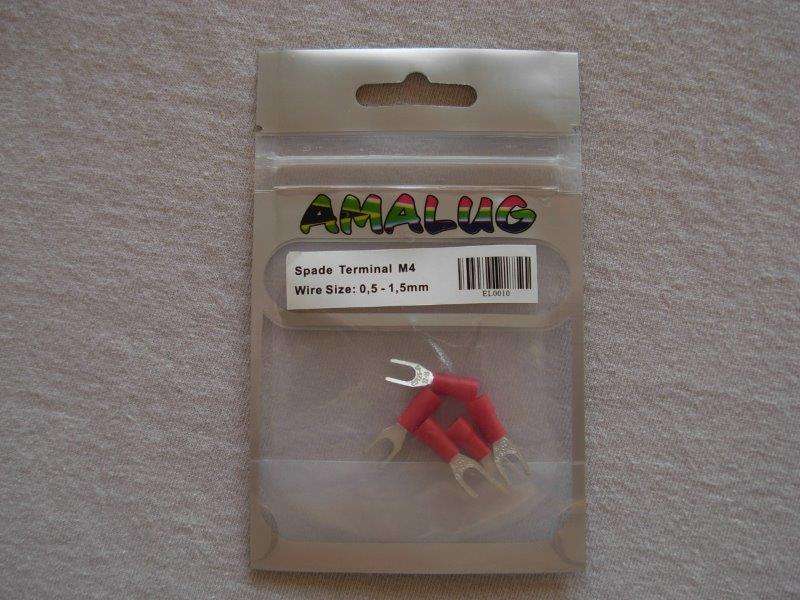 AMALUG
Spade Terminal M4
Wire Size: 0,5 - 1,5mm
EL0010